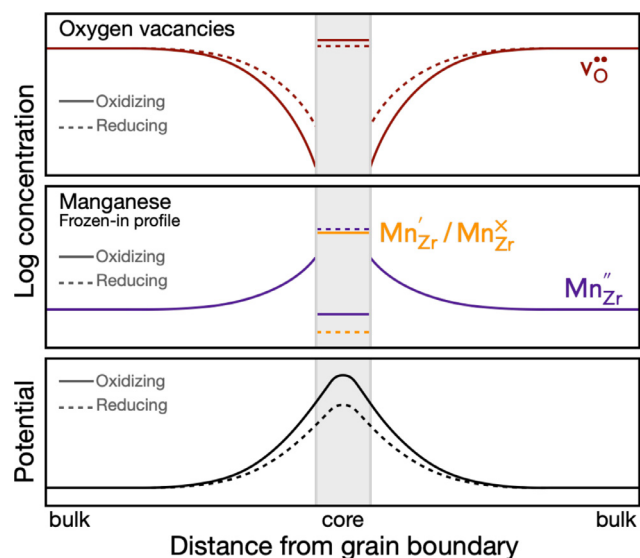 Oxygen vacancies
v_O^••
Oxidizing
Reducing
Log concentration
Manganese
Frozen-in profile
Mn′_Zr / Mn^×_Zr
Oxidizing
Reducing
Mn″_Zr
Potential
Oxidizing
Reducing
bulk
core
bulk
Distance from grain boundary